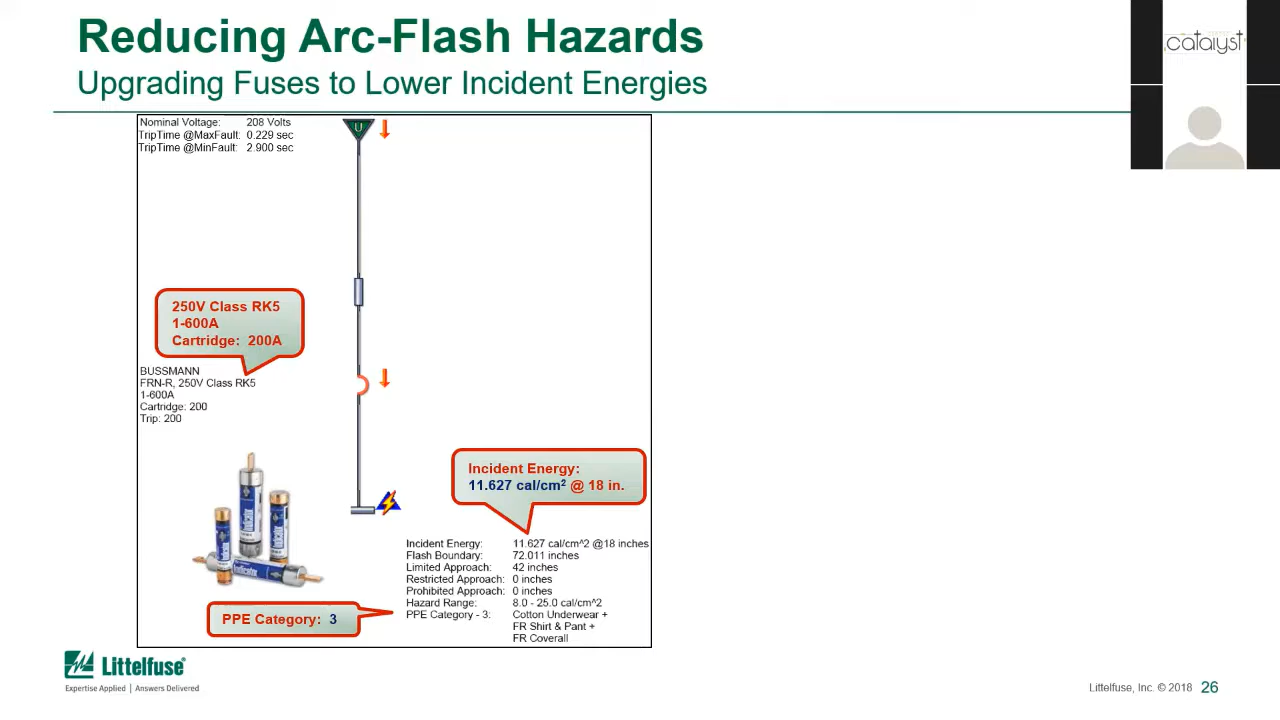 Reducing Arc-Flash Hazards
Upgrading Fuses to Lower Incident Energies
catalyst
Nominal Voltage: 208 Volts
TripTime @MaxFault: 0.229 sec
TripTime @MinFault: 2.900 sec
U
250V Class RK5
1-600A
Cartridge: 200A
BUSSMANN
FRN-R, 250V Class RK5
1-600A
Cartridge: 200
Trip: 200
Incident Energy:
11.627 cal/cm² @ 18 in.
Incident Energy: 11.627 cal/cm^2 @18 inches
Flash Boundary: 72.011 inches
Limited Approach: 42 inches
Restricted Approach: 0 inches
Prohibited Approach: 0 inches
Hazard Range: 8.0 - 25.0 cal/cm^2
PPE Category - 3: Cotton Underwear +
FR Shirt & Pant +
FR Coverall
indicator
PPE Category: 3
Littelfuse®
Expertise Applied | Answers Delivered
Littelfuse, Inc. © 2018 26